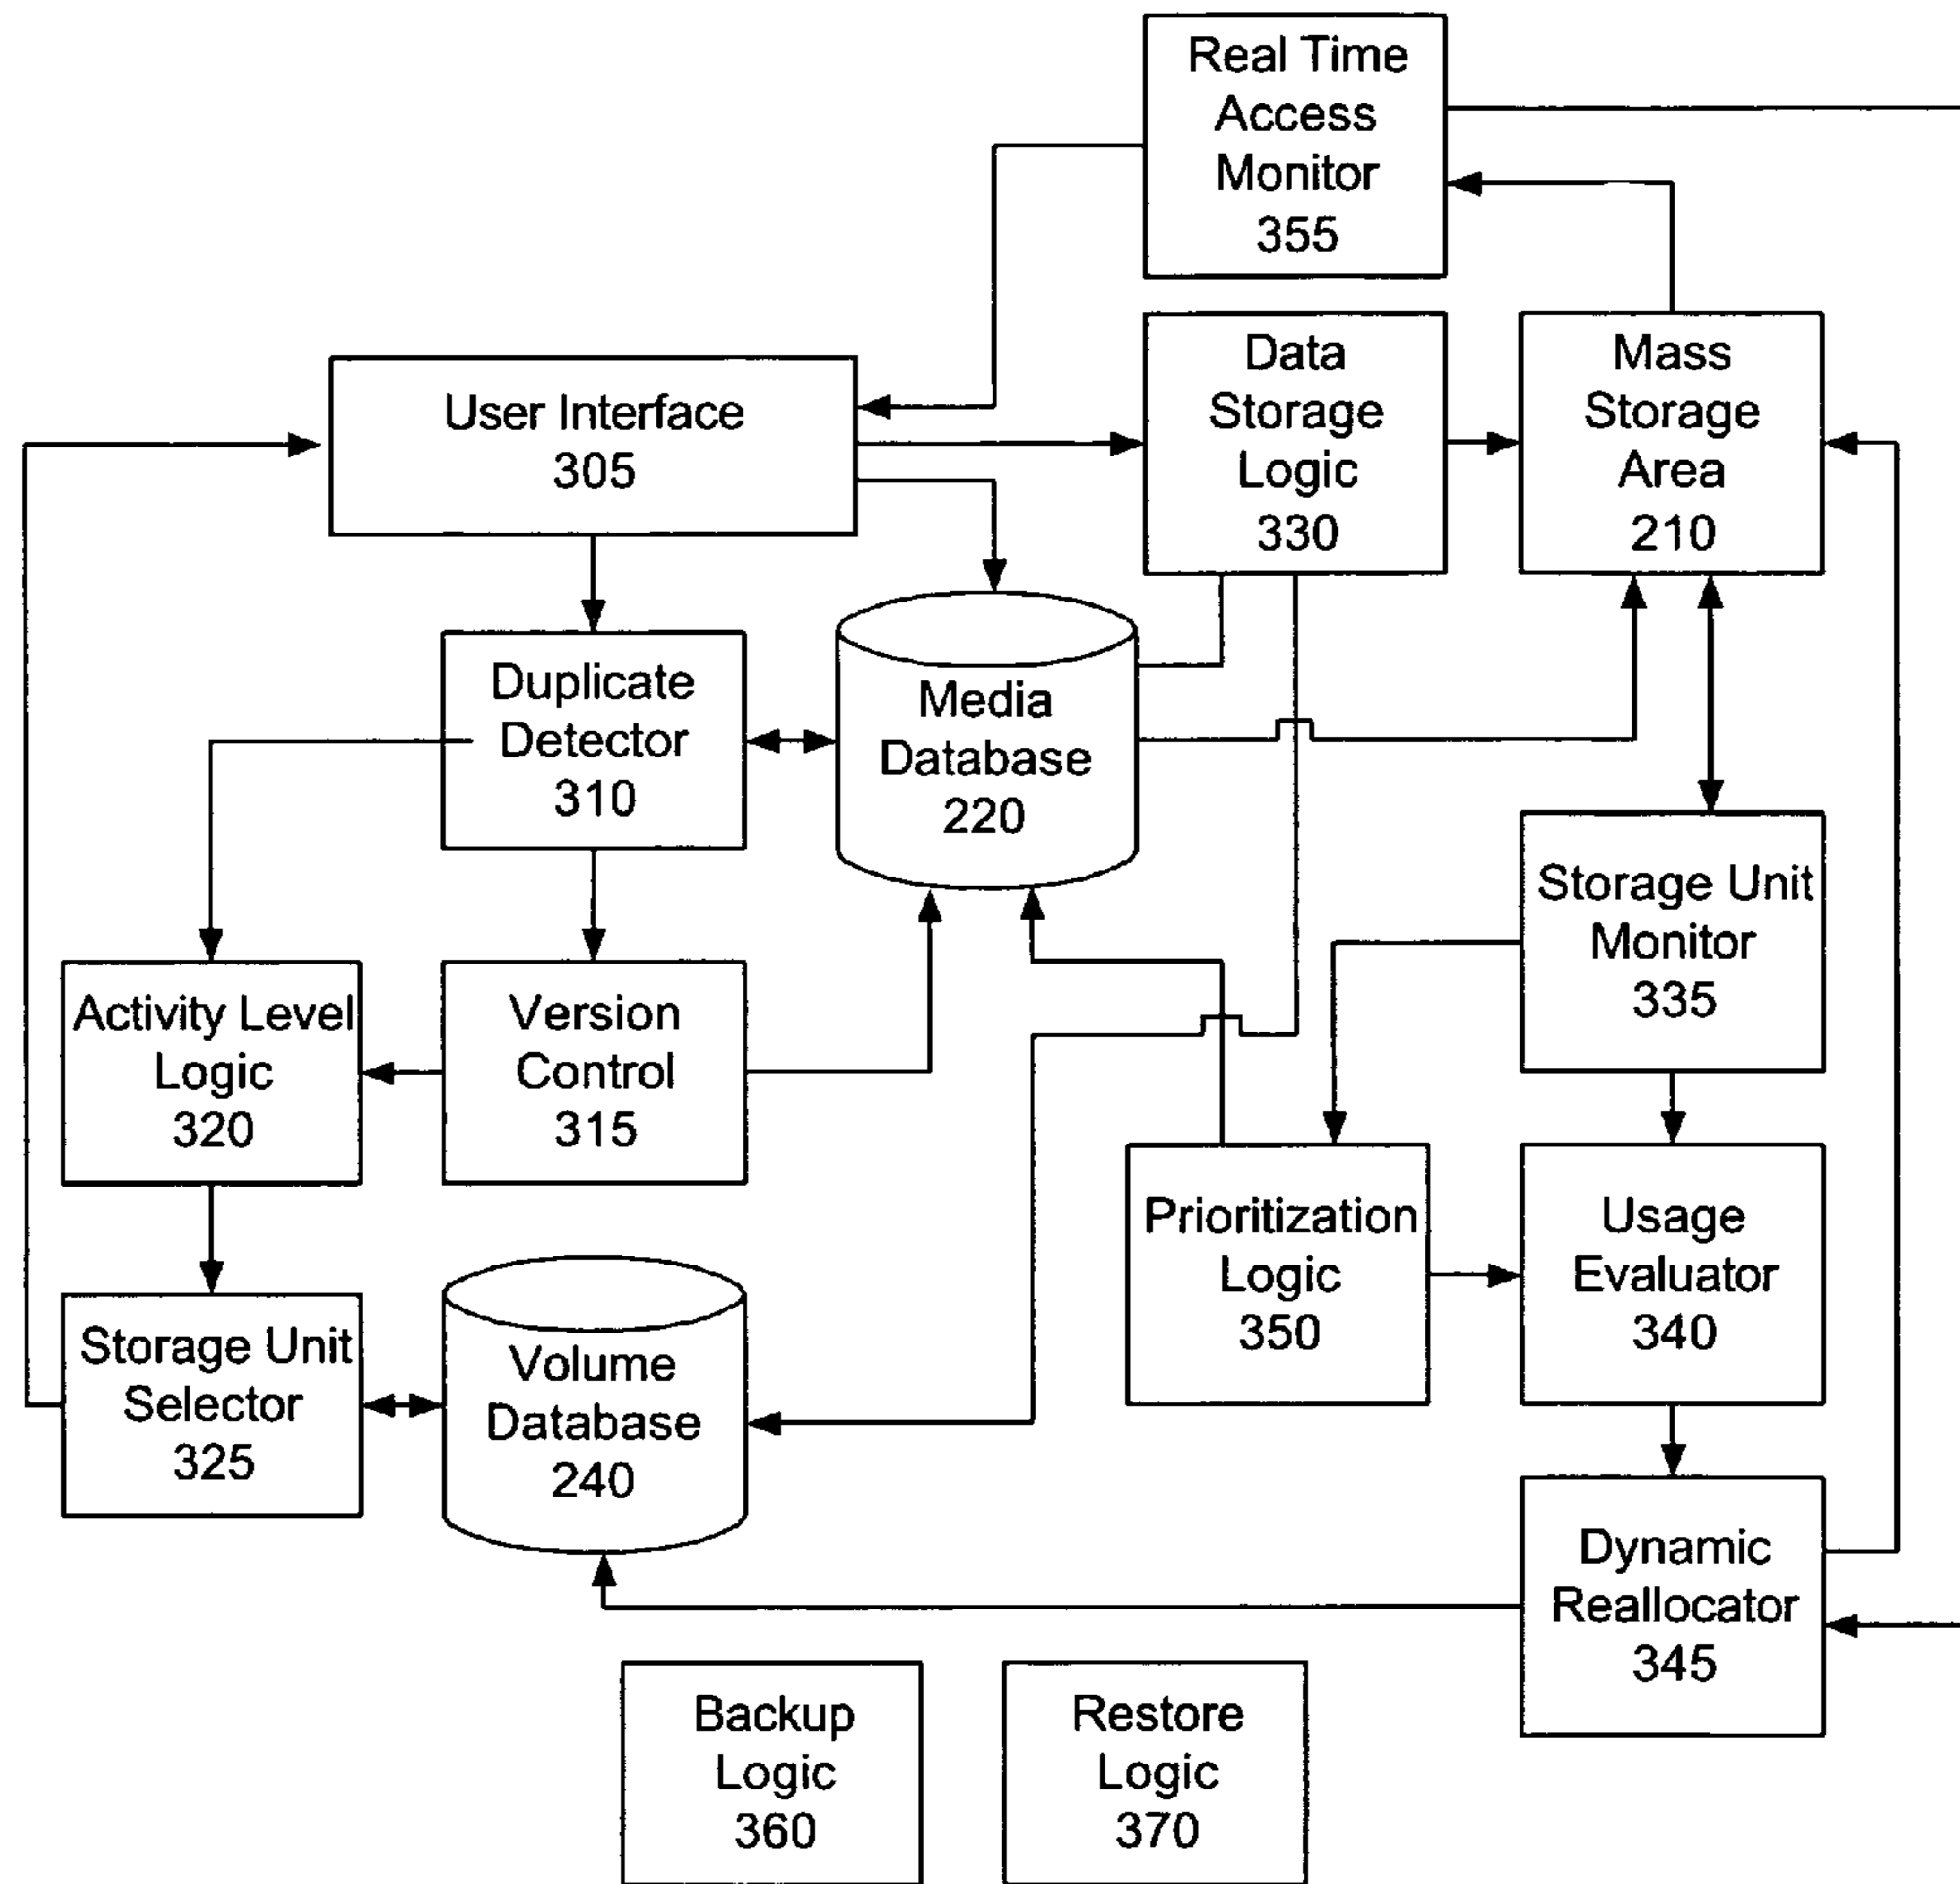 Real Time
Access
Monitor
355
Data
Storage
Logic
330
Mass
Storage
Area
210
User Interface
305
Duplicate
Detector
310
Media
Database
220
Storage Unit
Monitor
335
Activity Level
Logic
320
Version
Control
315
Prioritization
Logic
350
Usage
Evaluator
340
Storage Unit
Selector
325
Volume
Database
240
Dynamic
Reallocator
345
Backup
Logic
360
Restore
Logic
370